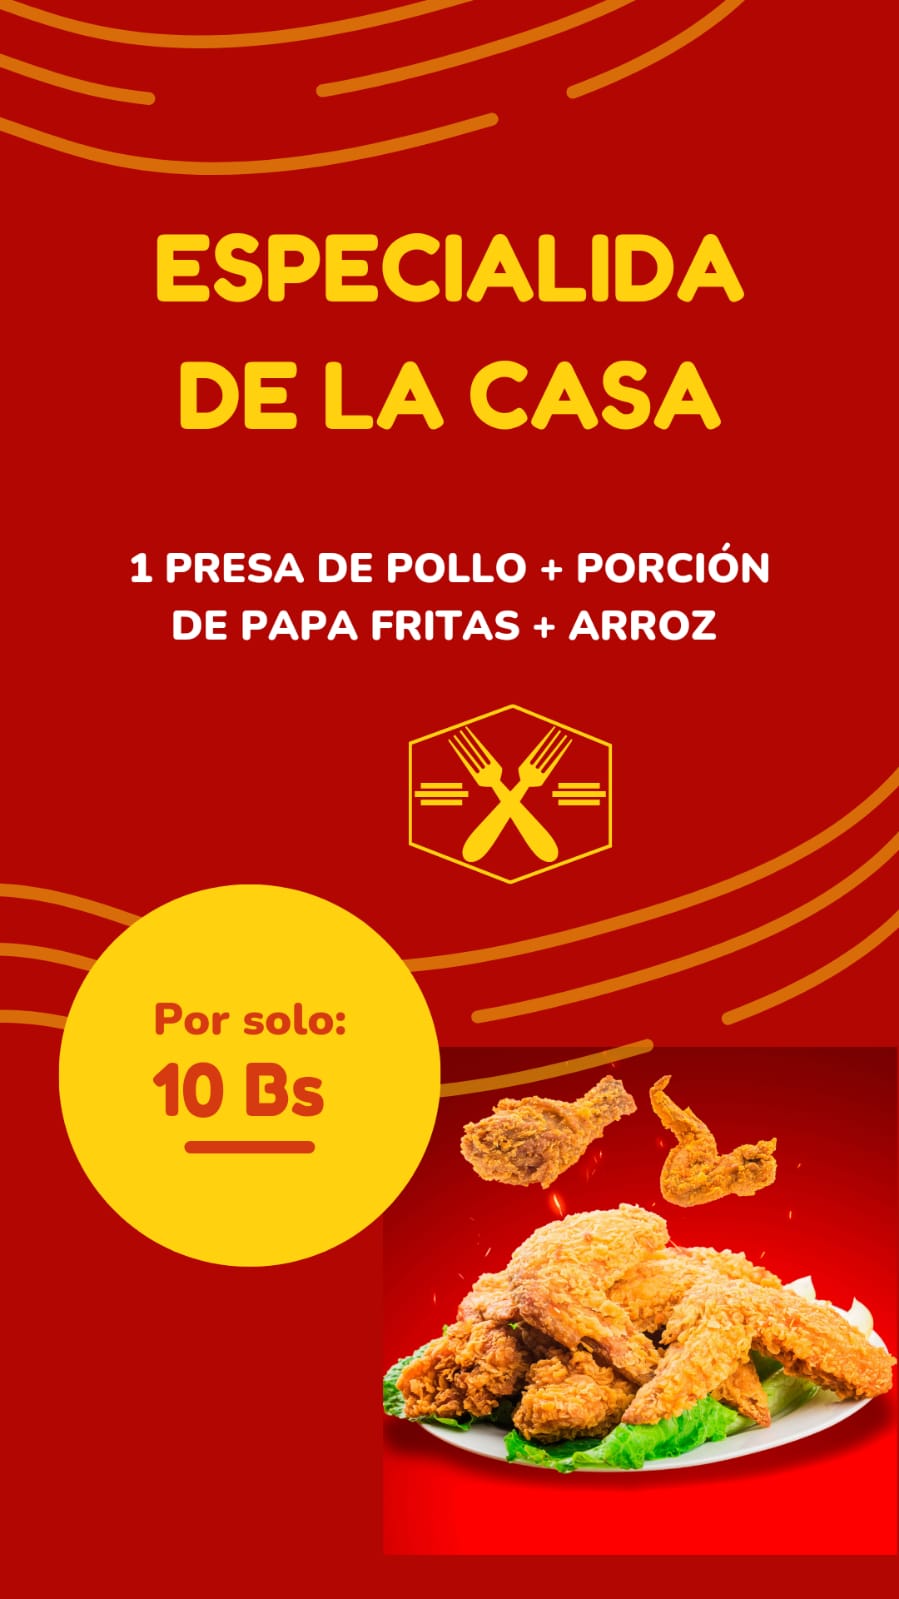 ESPECIALIDA
DE LA CASA
1 PRESA DE POLLO + PORCIÓN
DE PAPA FRITAS + ARROZ
Por solo:
10 Bs